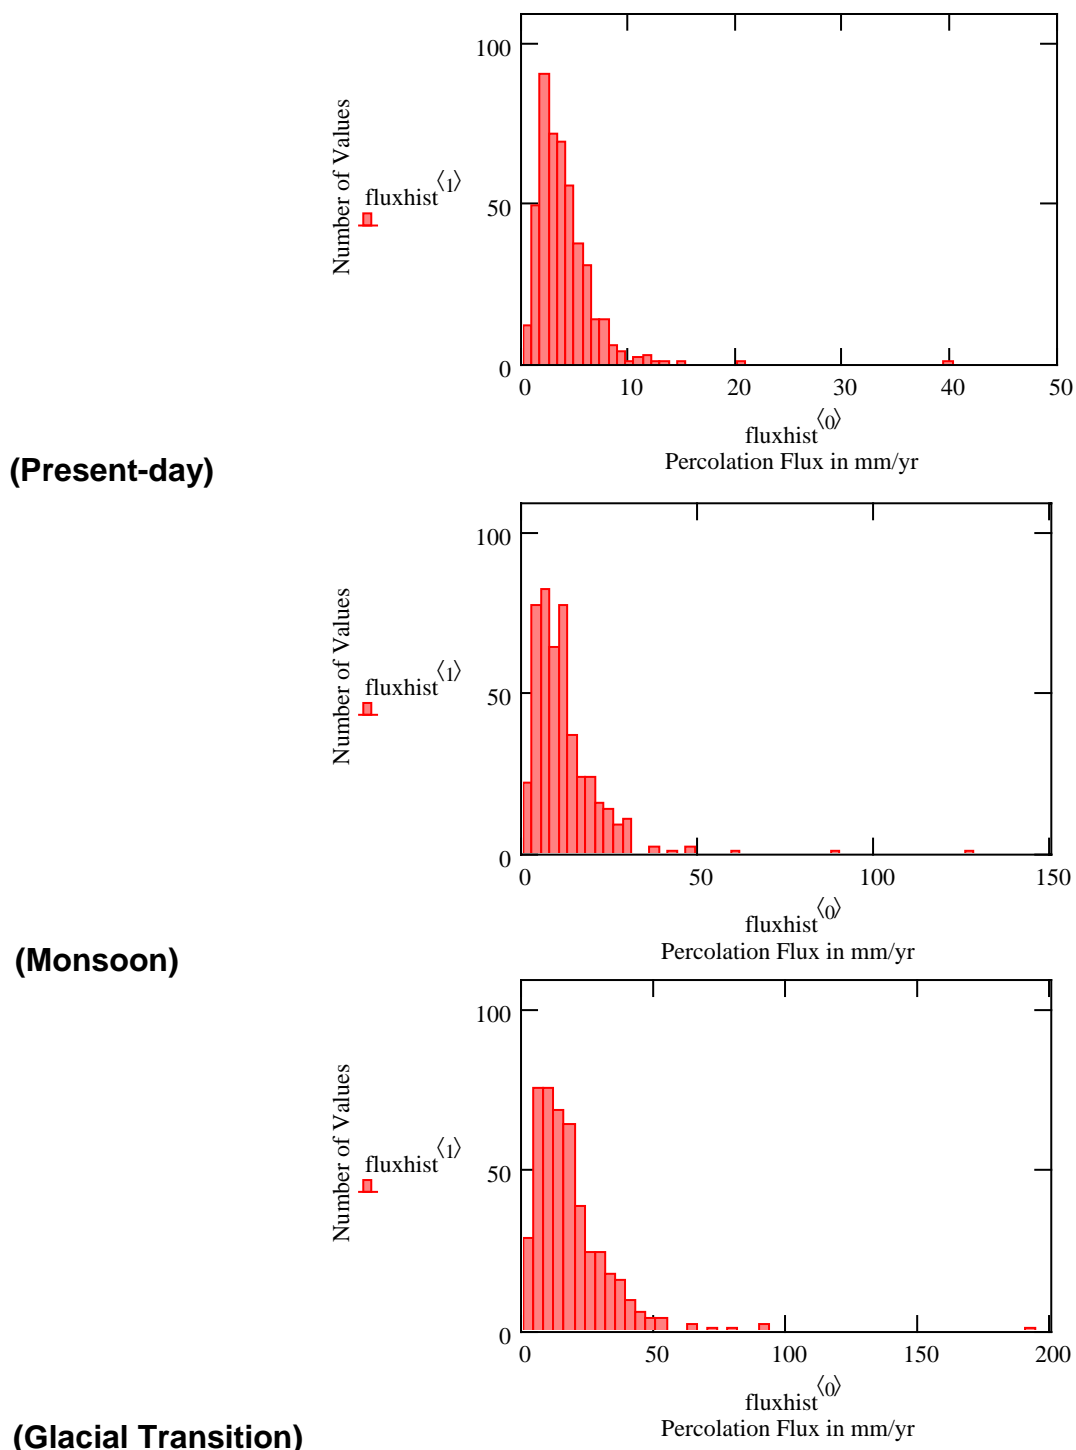 100
50
0
Number of Values
fluxhist⟨1⟩
0 10 20 30 40 50
fluxhist⟨0⟩
Percolation Flux in mm/yr
(Present-day)
100
50
0
Number of Values
fluxhist⟨1⟩
0 50 100 150
fluxhist⟨0⟩
Percolation Flux in mm/yr
(Monsoon)
100
50
0
Number of Values
fluxhist⟨1⟩
0 50 100 150 200
fluxhist⟨0⟩
Percolation Flux in mm/yr
(Glacial Transition)